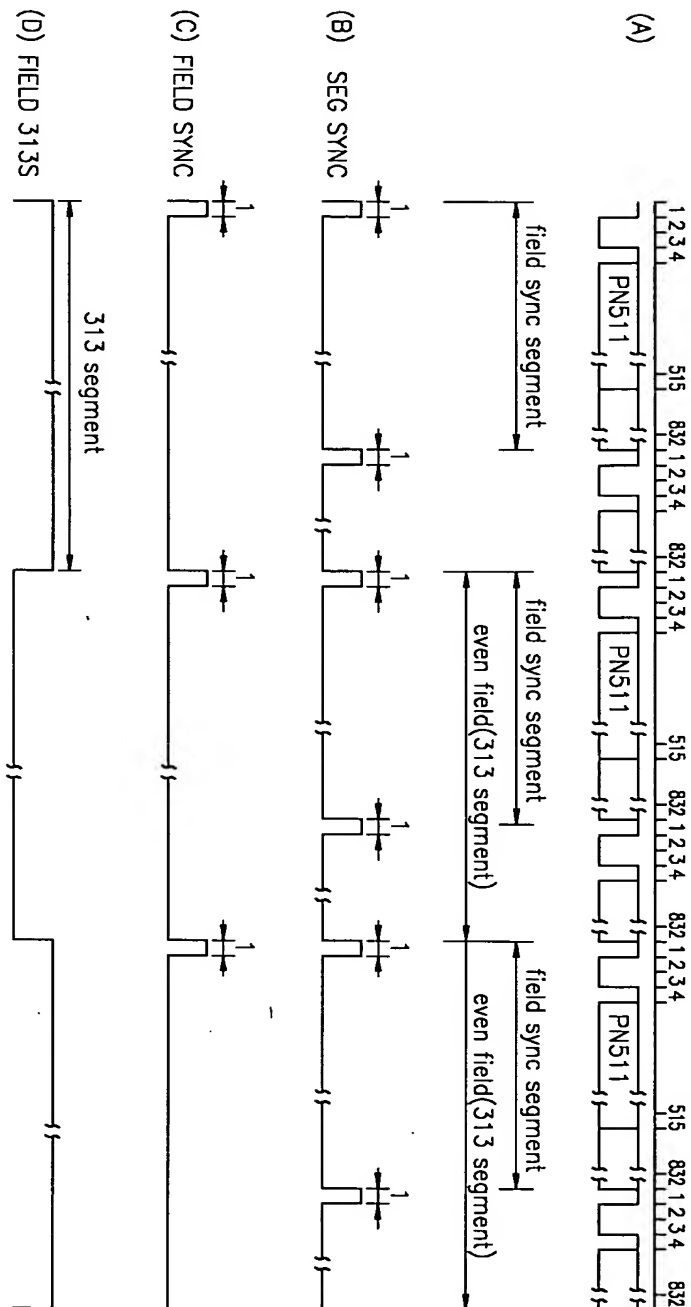 (A)
1 2 3 4 515 832 1 2 3 4 832 1 2 3 4 515 832 1 2 3 4 832 1 2 3 4 515 832 1 2 3 4 832
PN511 PN511 PN511
field sync segment field sync segment field sync segment
even field(313 segment) even field(313 segment)
1 1 1 1 1 1
(B) SEG SYNC
1 1 1
(C) FIELD SYNC
313 segment
(D) FIELD 313S